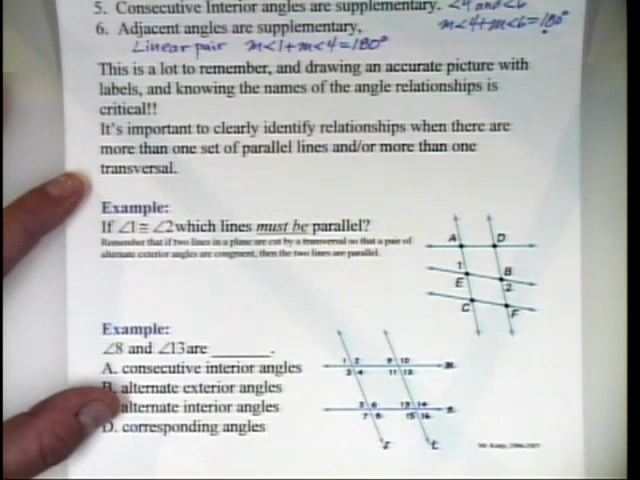 5. Consecutive Interior angles are supplementary. <4 and <6
6. Adjacent angles are supplementary, m<4+m<6=180°
Linear pair m<1+m<4=180°
This is a lot to remember, and drawing an accurate picture with
labels, and knowing the names of the angle relationships is
critical!!
It's important to clearly identify relationships when there are
more than one set of parallel lines and/or more than one
transversal.
Example:
If ∠1≅ ∠2 which lines must be parallel?
Remember that if two lines in a plane are cut by a transversal so that a pair of
alternate exterior angles are congruent, then the two lines are parallel.
A D
1 B
E 2
C F
Example:
∠8 and ∠13 are ______.
A. consecutive interior angles
B. alternate exterior angles
alternate interior angles
D. corresponding angles
1 2 9 10
3 4 11 12
5 6 13 14
7 8 15 16